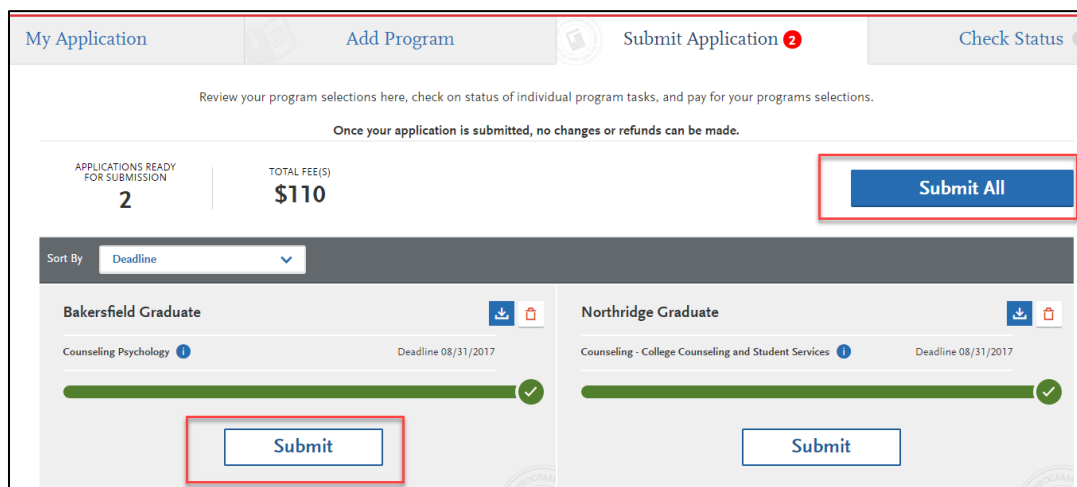 My Application
Add Program
Submit Application 2
Check Status
Review your program selections here, check on status of individual program tasks, and pay for your programs selections.
Once your application is submitted, no changes or refunds can be made.
APPLICATIONS READY
FOR SUBMISSION
2
TOTAL FEE(S)
$110
Submit All
Sort By
Deadline
Bakersfield Graduate
Counseling Psychology i
Deadline 08/31/2017
Submit
Northridge Graduate
Counseling - College Counseling and Student Services i
Deadline 08/31/2017
Submit